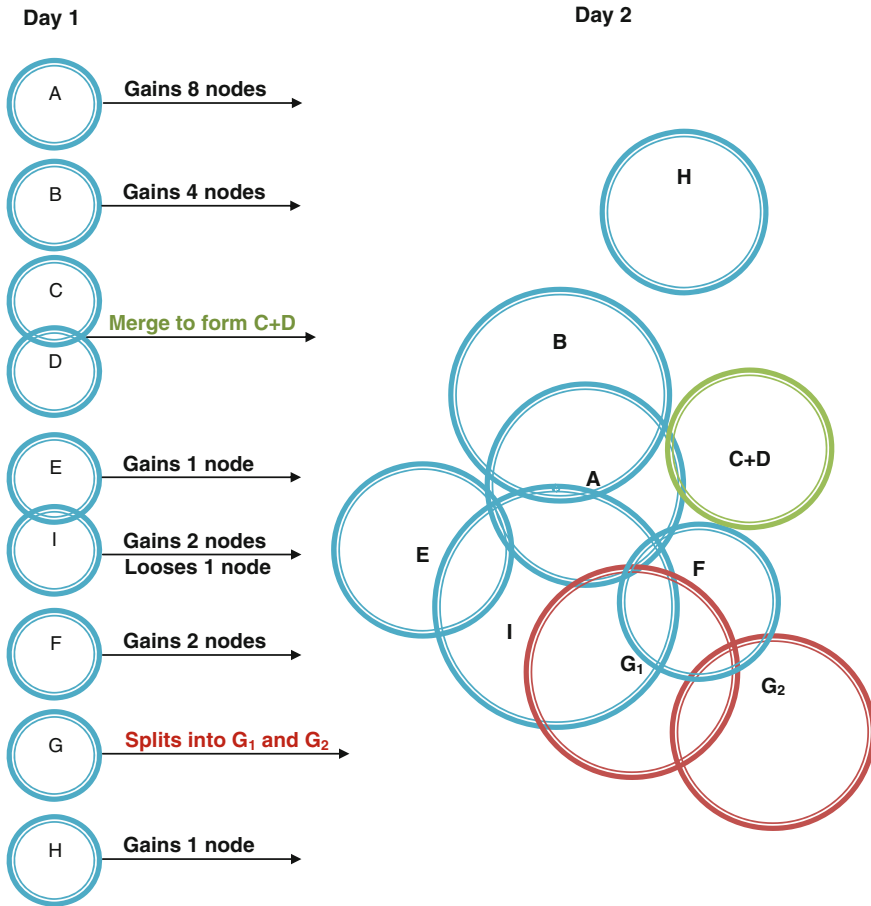 Day 1
Day 2
A
Gains 8 nodes
B
Gains 4 nodes
C
Merge to form C+D
D
E
Gains 1 node
I
Gains 2 nodes
Looses 1 node
F
Gains 2 nodes
G
Splits into G₁ and G₂
H
Gains 1 node
H
B
A
C+D
E
F
I
G₁
G₂